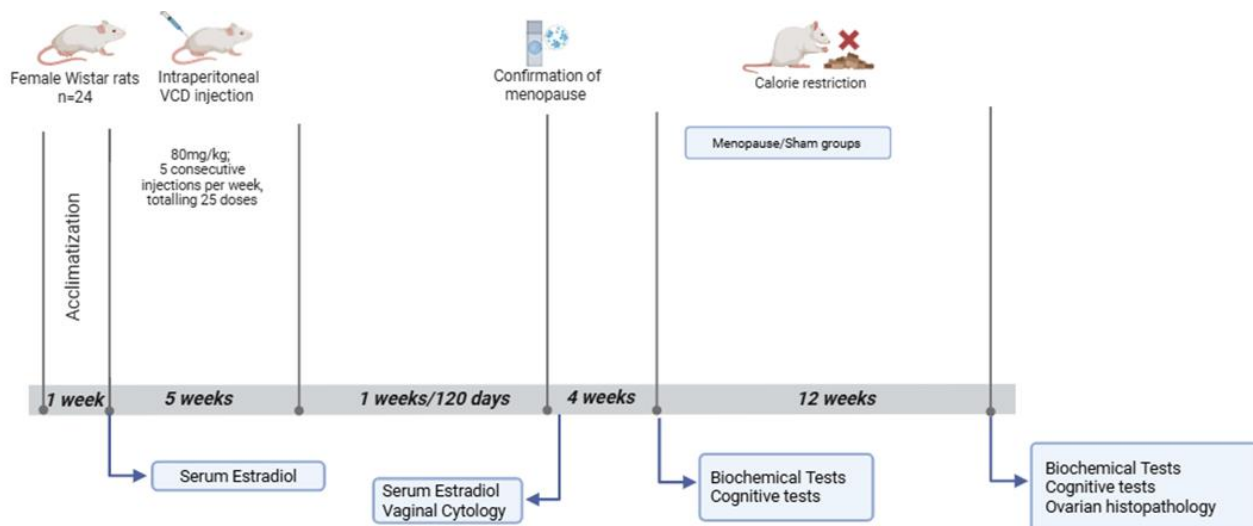 Female Wistar rats
n=24
Intraperitoneal
VCD injection
Confirmation of
menopause
Calorie restriction
Acclimatization
80mg/kg;
5 consecutive
injections per week,
totalling 25 doses
Menopause/Sham groups
1 week
5 weeks
1 weeks/120 days
4 weeks
12 weeks
Serum Estradiol
Serum Estradiol
Vaginal Cytology
Biochemical Tests
Cognitive tests
Biochemical Tests
Cognitive tests
Ovarian histopathology